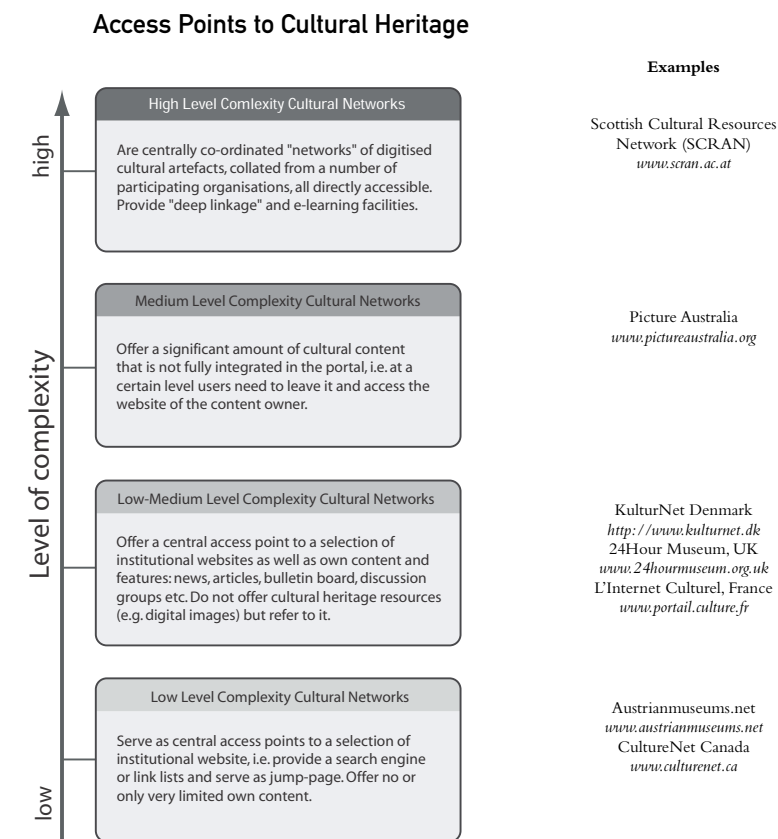 Access Points to Cultural Heritage
Examples
high
High Level Comlexity Cultural Networks
Are centrally co-ordinated "networks" of digitised
cultural artefacts, collated from a number of
participating organisations, all directly accessible.
Provide "deep linkage" and e-learning facilities.
Scottish Cultural Resources
Network (SCRAN)
www.scran.ac.at
Level of complexity
Medium Level Complexity Cultural Networks
Offer a significant amount of cultural content
that is not fully integrated in the portal, i.e. at a
certain level users need to leave it and access the
website of the content owner.
Picture Australia
www.pictureaustralia.org
Low-Medium Level Complexity Cultural Networks
Offer a central access point to a selection of
institutional websites as well as own content and
features: news, articles, bulletin board, discussion
groups etc. Do not offer cultural heritage resources
(e.g. digital images) but refer to it.
KulturNet Denmark
http://www.kulturnet.dk
24Hour Museum, UK
www.24hourmuseum.org.uk
L'Internet Culturel, France
www.portail.culture.fr
low
Low Level Complexity Cultural Networks
Serve as central access points to a selection of
institutional website, i.e. provide a search engine
or link lists and serve as jump-page. Offer no or
only very limited own content.
Austrianmuseums.net
www.austrianmuseums.net
CultureNet Canada
www.culturenet.ca